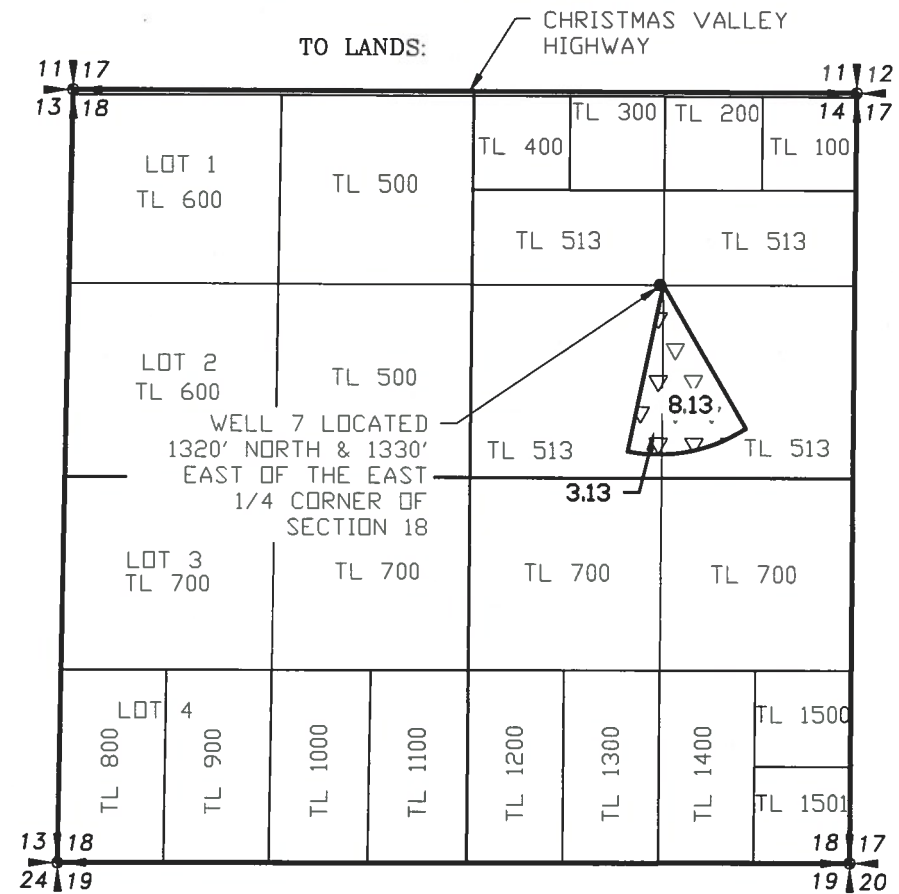 CHRISTMAS VALLEY
HIGHWAY
TO LANDS:
11 17
13 18
11 12
14 17
LOT 1
TL 600
TL 500
TL 400
TL 300
TL 200
TL 100
TL 513
TL 513
LOT 2
TL 600
TL 500
WELL 7 LOCATED
1320' NORTH & 1330'
EAST OF THE EAST
1/4 CORNER OF
SECTION 18
TL 513
8.13
TL 513
3.13
LOT 3
TL 700
TL 700
TL 700
TL 700
LOT 4
TL 800
TL 900
TL 1000
TL 1100
TL 1200
TL 1300
TL 1400
TL 1500
TL 1501
13 18
24 19
18 17
19 20